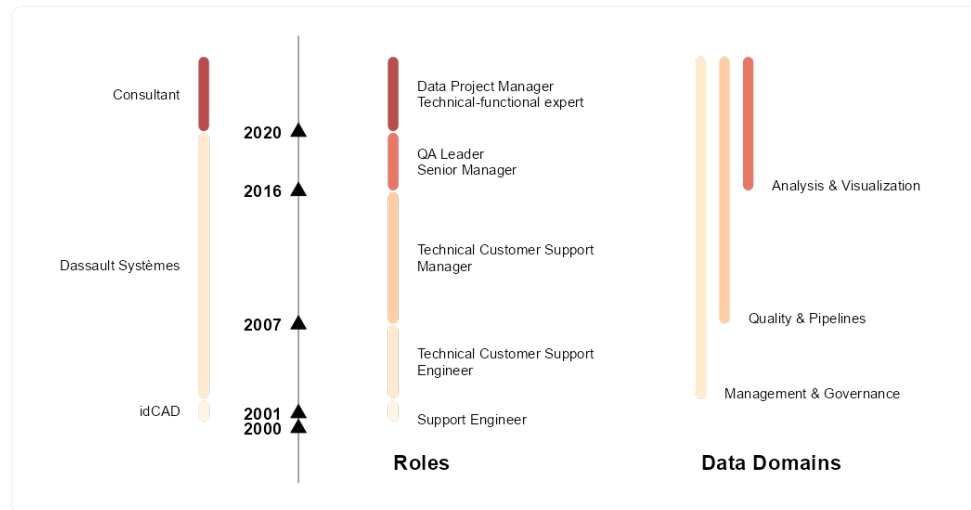 Consultant
Data Project Manager
Technical-functional expert
2020
QA Leader
Senior Manager
2016
Analysis & Visualization
Technical Customer Support
Manager
Dassault Systèmes
2007
Quality & Pipelines
Technical Customer Support
Engineer
Management & Governance
idCAD
2001
2000
Support Engineer
Roles
Data Domains